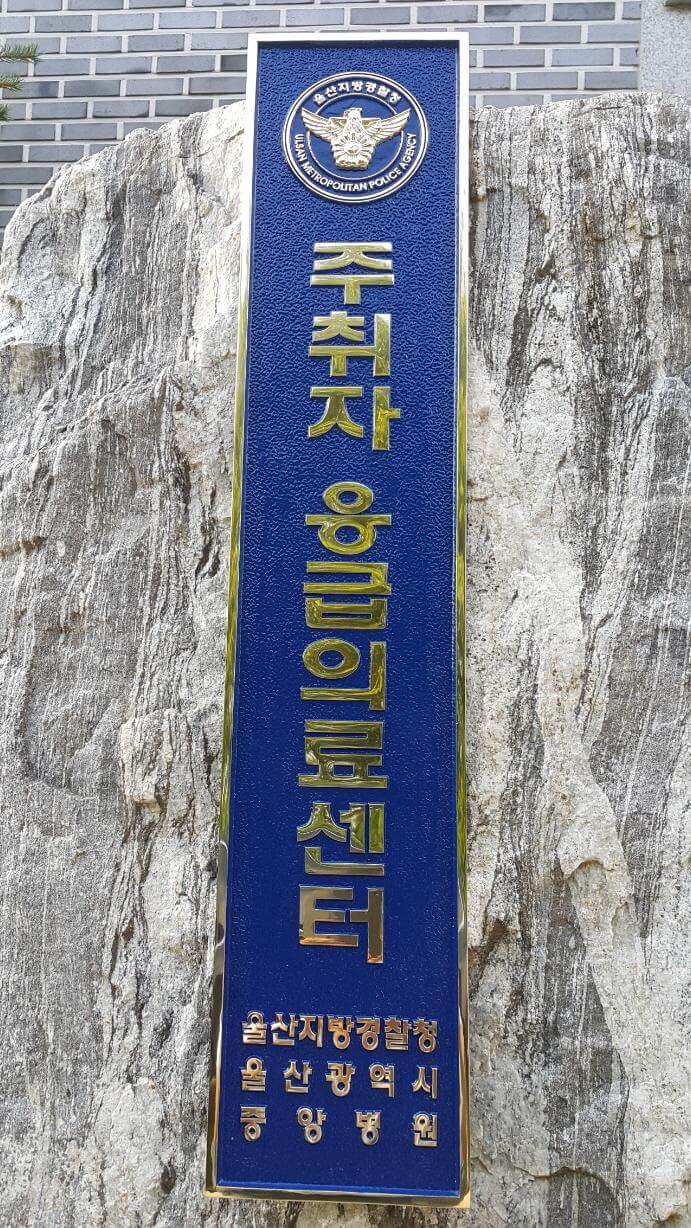 울산지방경찰청
ULSAN METROPOLITAN POLICE AGENCY
주취자 응급의료센터
울산지방경찰청
울산광역시
중앙병원